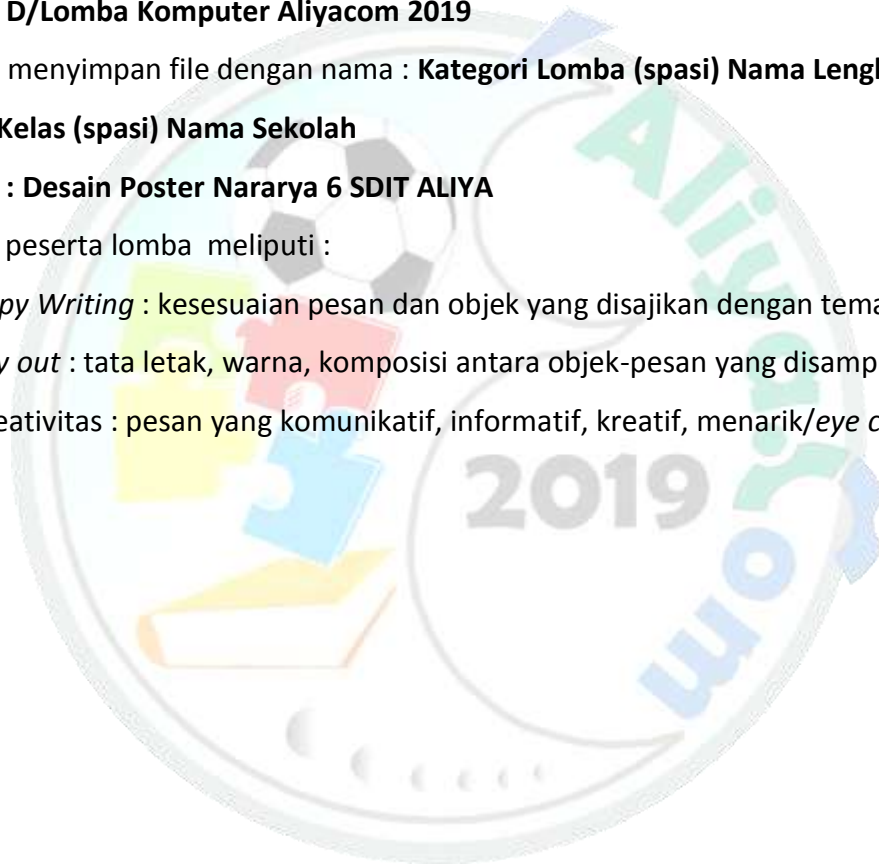 D/Lomba Komputer Aliyacom 2019
menyimpan file dengan nama : Kategori Lomba (spasi) Nama
Kelas (spasi) Nama Sekolah
: Desain Poster Nararya 6 SDIT ALIYA
peserta lomba meliputi :
py Writing : kesesuaian pesan dan objek yang disajikan dengan tema
y out : tata letak, warna, komposisi antara objek-pesan yang
eativitas : pesan yang komunikatif, informatif, kreatif, menarik/eye
Aliya.com
2019